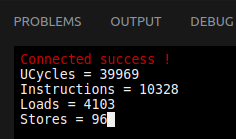 PROBLEMS OUTPUT DEBUG
Connected success !
UCycles = 39969
Instructions = 10328
Loads = 4103
Stores = 96